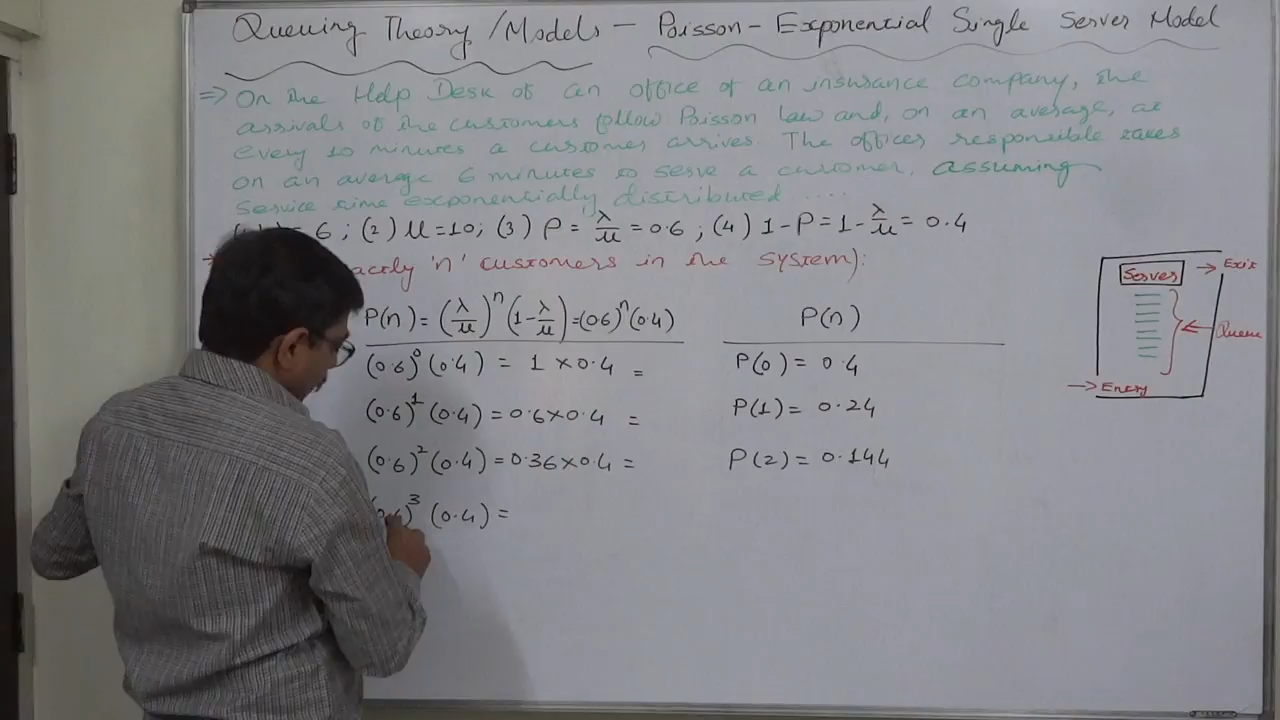 Queuing Theory/Models - Poisson-Exponential Single Server Model
=> On the Help Desk of an office of an insurance company, the
arrivals of the customers follow Poisson law and, on an average, at
every 10 minutes a customer arrives. The officer responsible takes
on an average 6 minutes to serve a customer, assuming
service time exponentially distributed .....
= 6 ; (2) μ=10; (3) ρ = λ/μ = 0.6 ; (4) 1-ρ = 1-λ/μ = 0.4
actly 'n' customers in the system):
P(n) = (λ/μ)^n (1-λ/μ) = (0.6)^n (0.4)
P(n)
(0.6)^0 (0.4) = 1 × 0.4 =
P(0) = 0.4
(0.6)^1 (0.4) = 0.6×0.4 =
P(1) = 0.24
(0.6)^2 (0.4) = 0.36×0.4 =
P(2) = 0.144
(0.6)^3 (0.4) =
Server
→ Exit
← Queue
→ Entry